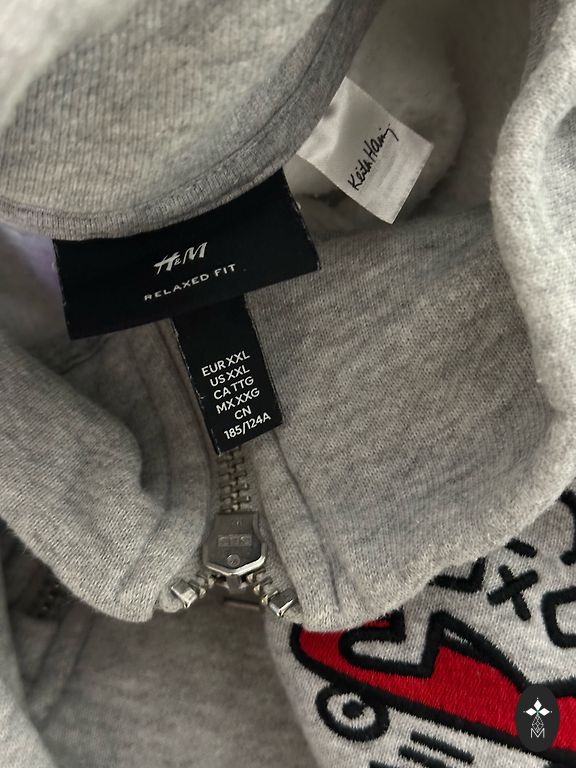 Keith Haring
H&M
RELAXED FIT
EUR XXL
US XXL
CA TTG
MX XXG
CN
185/124A
M